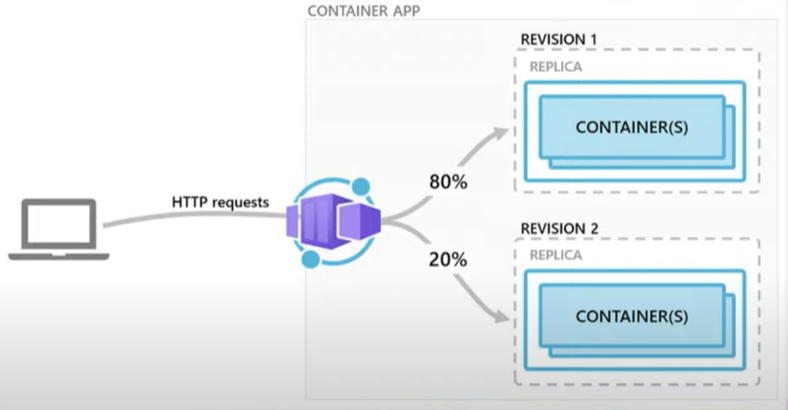 CONTAINER APP
REVISION 1
REPLICA
CONTAINER(S)
80%
HTTP requests
20%
REVISION 2
REPLICA
CONTAINER(S)